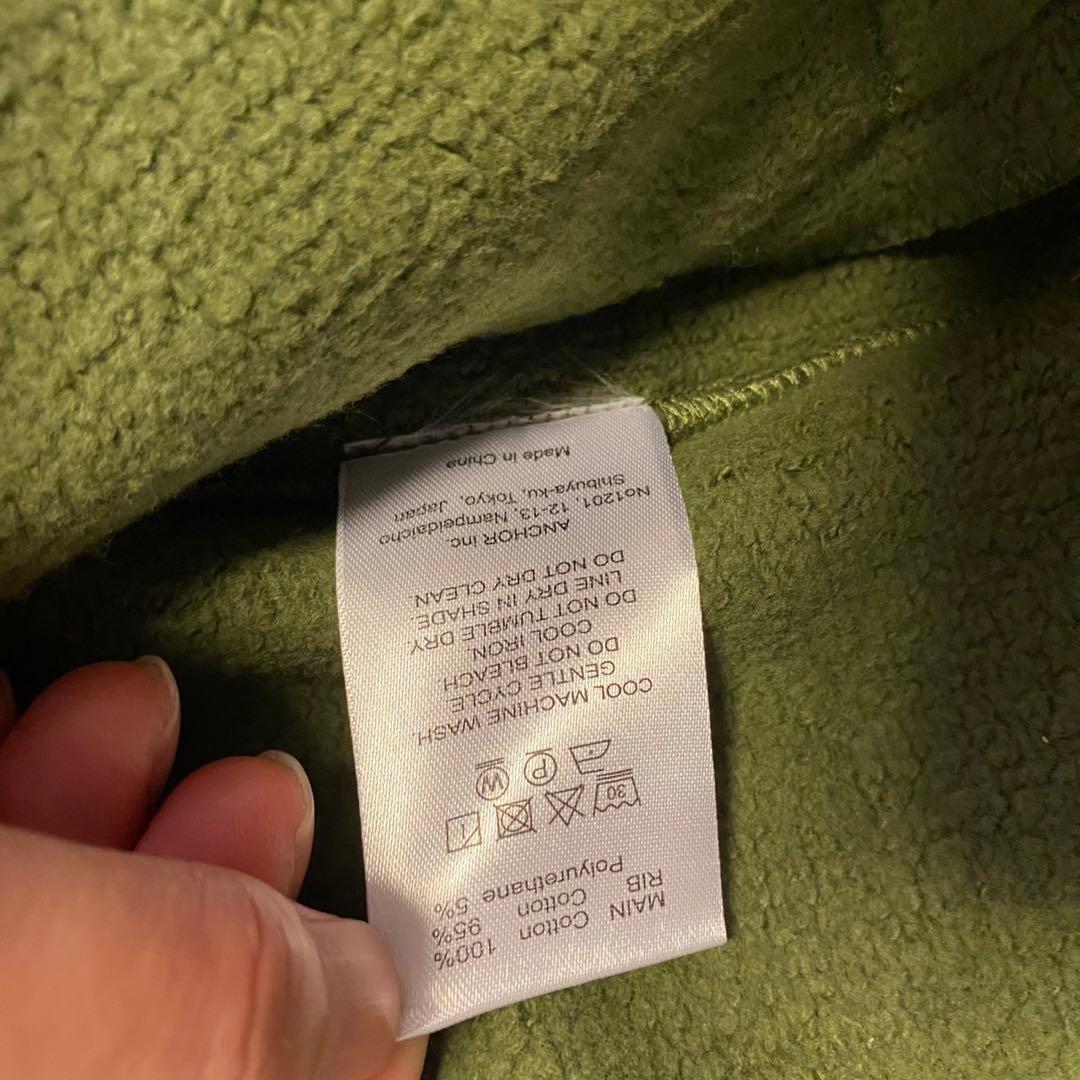 MAIN Cotton 100%
RIB Cotton 95%
Polyurethane 5%
30
P
W
COOL MACHINE WASH.
GENTLE CYCLE.
DO NOT BLEACH.
COOL IRON.
DO NOT TUMBLE DRY.
LINE DRY IN SHADE.
DO NOT DRY CLEAN.
ANCHOR inc.
No1201, 12-13, Nampeidaicho
Shibuya-ku, Tokyo, Japan
Made in China